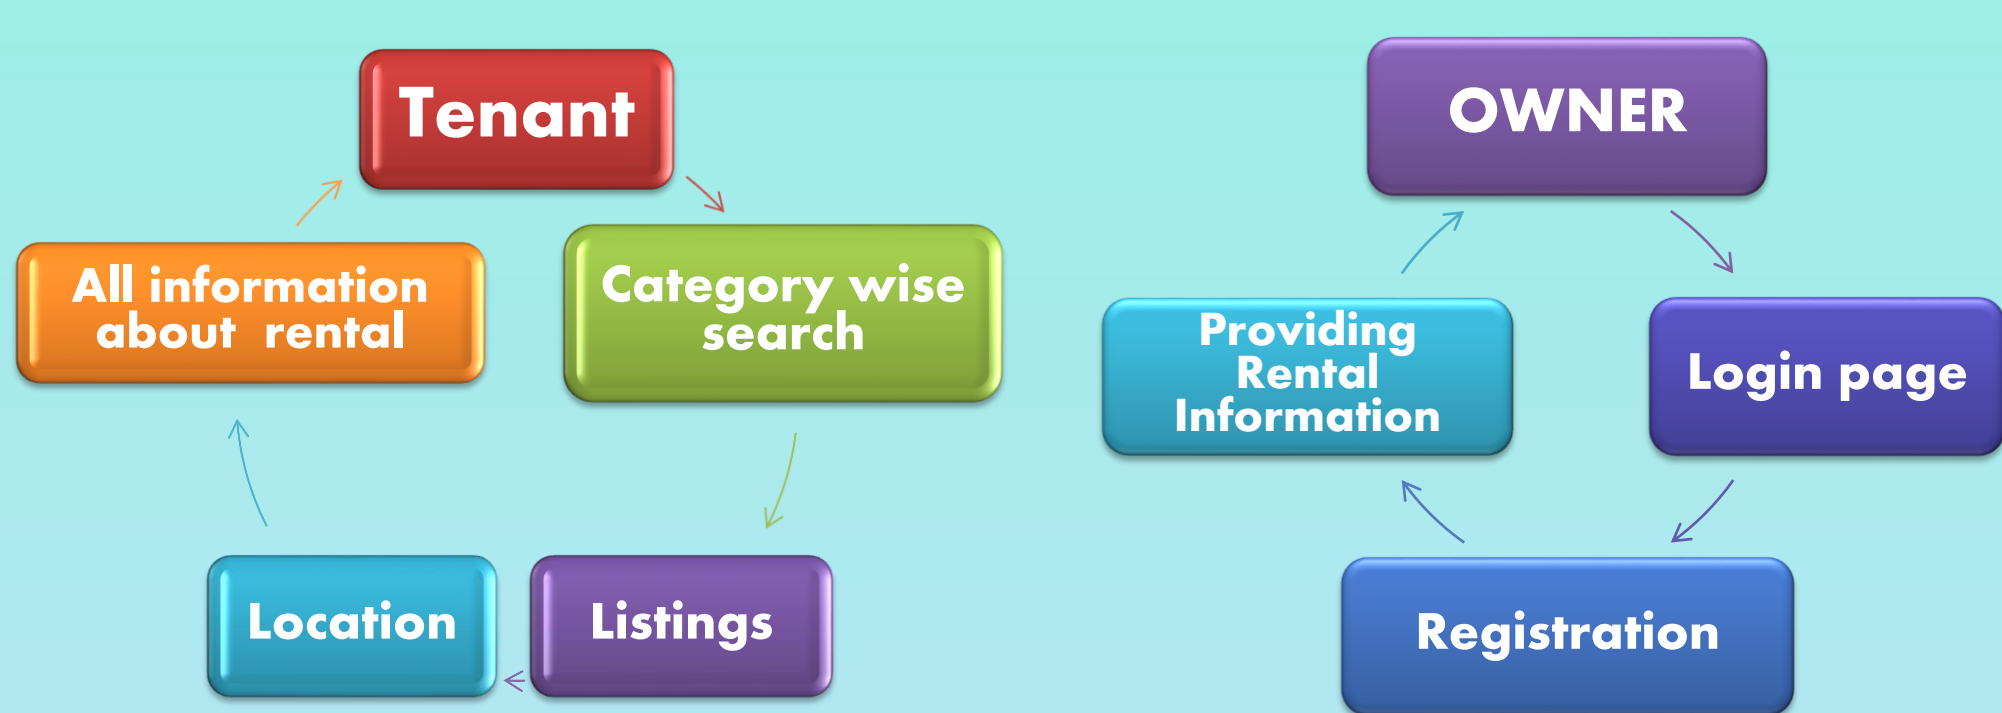 Tenant
Category wise
search
Listings
Location
All information
about  rental
OWNER
Login page
Registration
Providing
Rental
Information